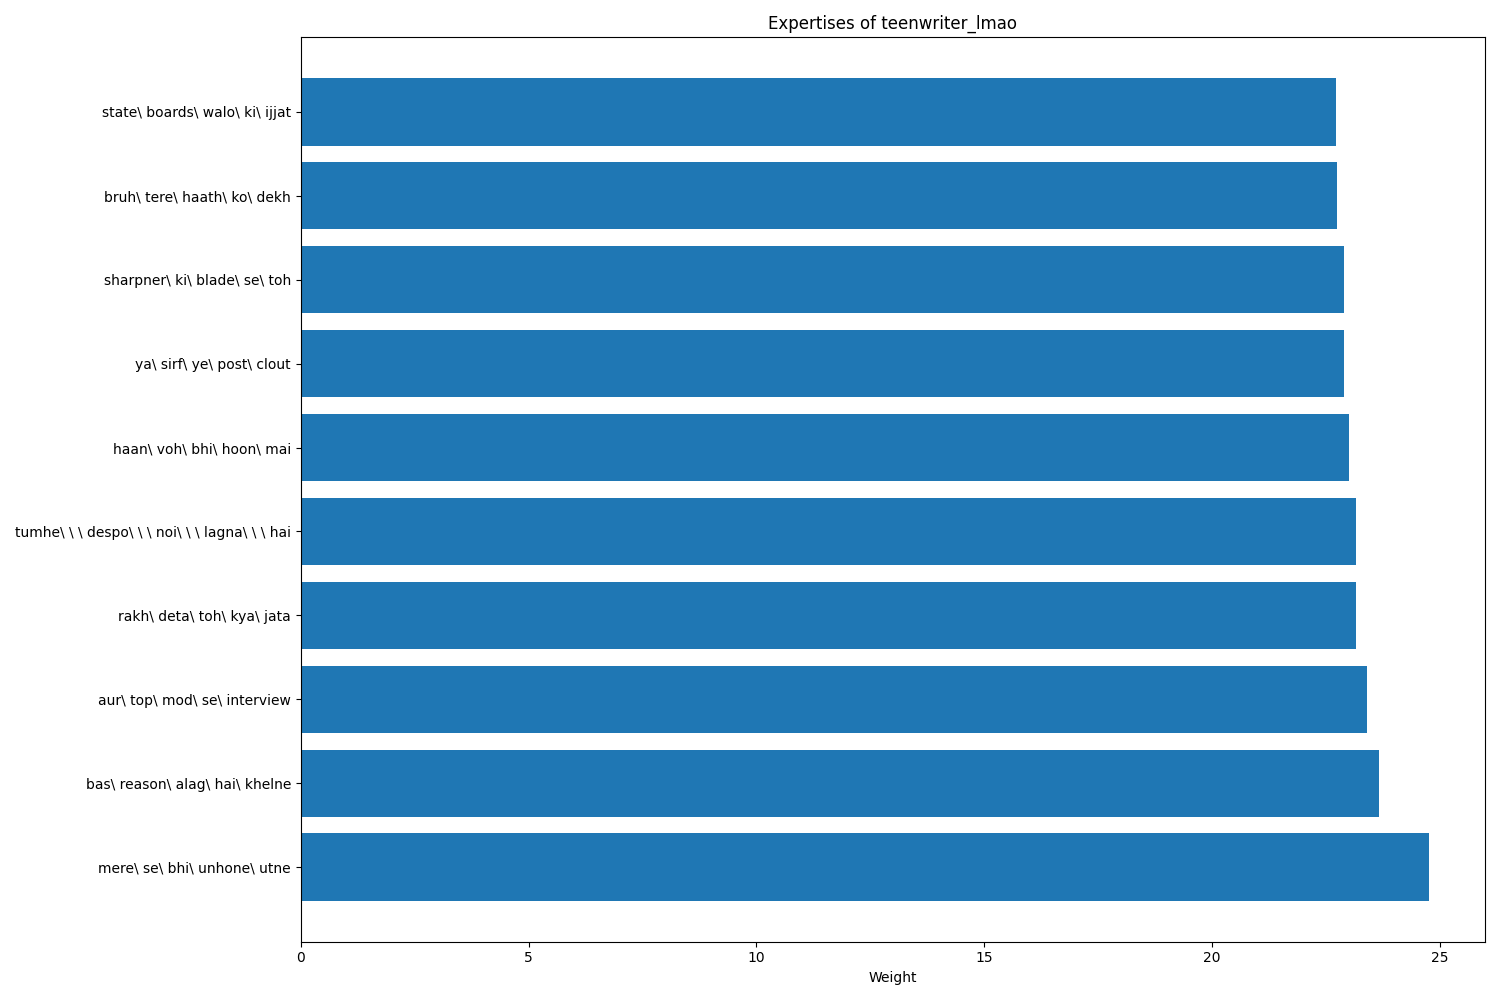 Expertises of teenwriter_lmao
state\ boards\ walo\ ki\ ijjat
bruh\ tere\ haath\ ko\ dekh
sharpner\ ki\ blade\ se\ toh
ya\ sirf\ ye\ post\ clout
haan\ voh\ bhi\ hoon\ mai
tumhe\ \ \ despo\ \ \ noi\ \ \ lagna\ \ \ hai
rakh\ deta\ toh\ kya\ jata
aur\ top\ mod\ se\ interview
bas\ reason\ alag\ hai\ khelne
mere\ se\ bhi\ unhone\ utne
0 5 10 15 20 25
Weight